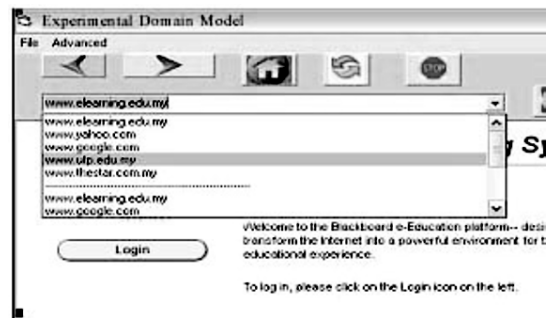 Experimental Domain Model
File Advanced
STOP
www.elearning.edu.my
www.elearning.edu.my
www.yahoo.com
www.google.com
www.utp.edu.my
www.thestar.com.my
--------------------------------------------------
www.elearning.edu.my
www.google.com
g Sy
Welcome to the Blackboard e-Education platform-- desi
transform the Internet into a powerful environment for t
educational experience.
Login
To log in, please click on the Login icon on the left.